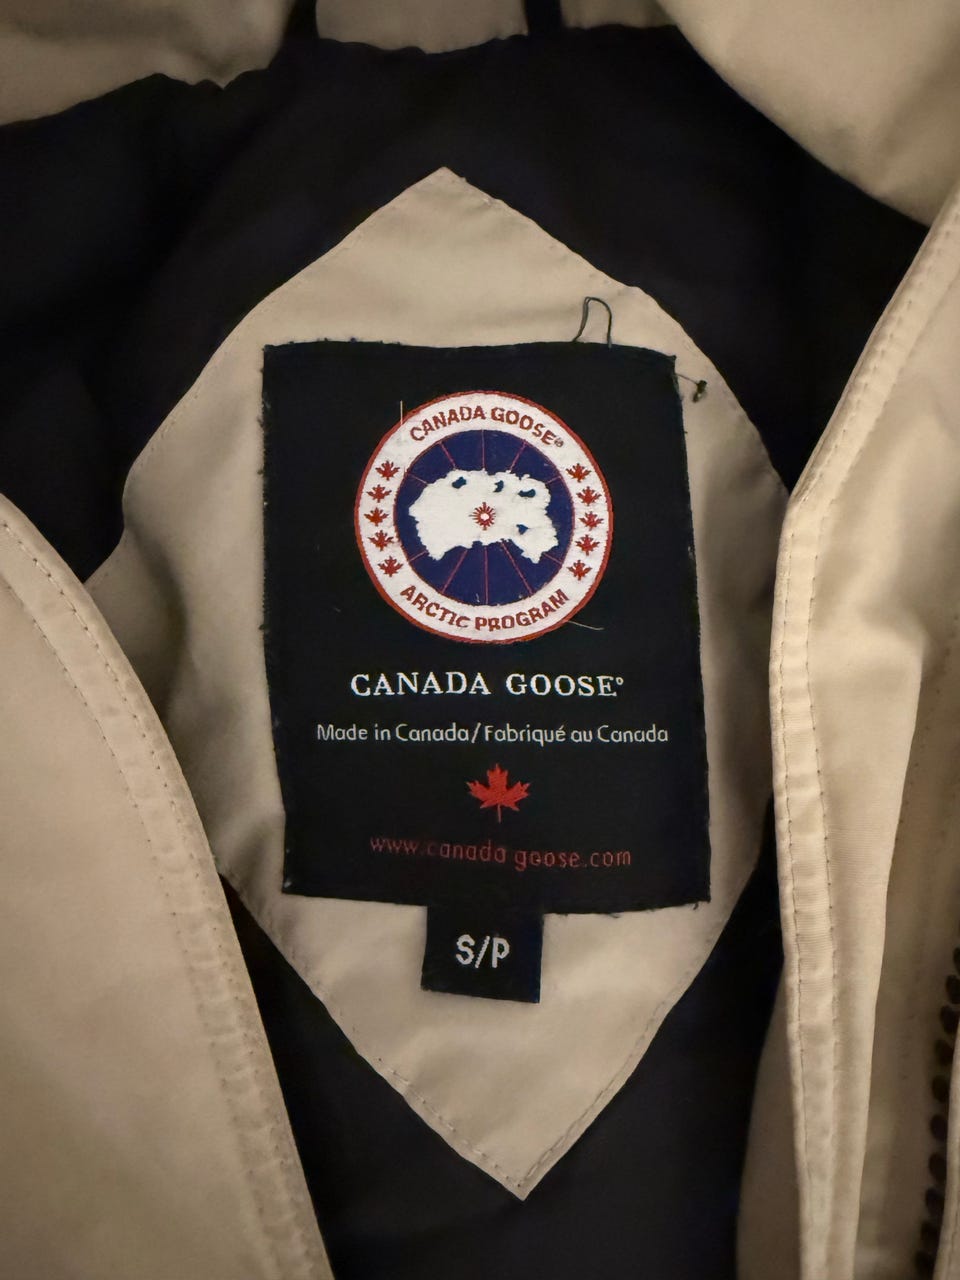 CANADA GOOSE®
ARCTIC PROGRAM
CANADA GOOSE®
Made in Canada/Fabriqué au Canada
www.canada goose.com
S/P